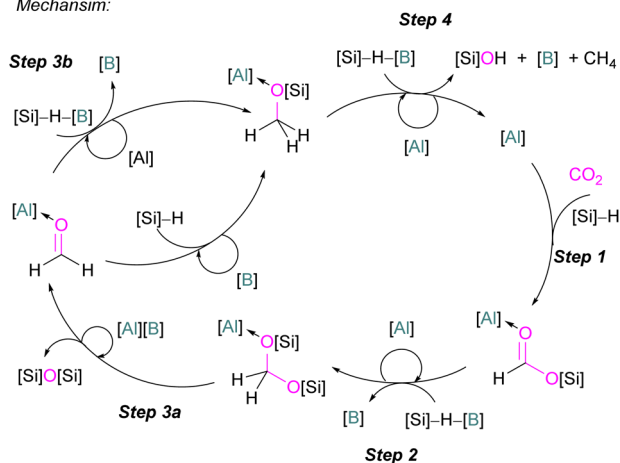 Mechansim:
Step 4
Step 3b
[B]
[Si]–H–[B]
[Al]
[Al]
O[Si]
H
H
H
[Si]–H–[B]
[Si]OH + [B] + CH4
[Al]
[Al]
CO2
[Si]–H
Step 1
[Al]
O
H
H
[Si]–H
[B]
[Al][B]
[Si]O[Si]
Step 3a
[Al]
O[Si]
H
H
O[Si]
[Al]
[B]
[Si]–H–[B]
Step 2
[Al]
O
H
O[Si]